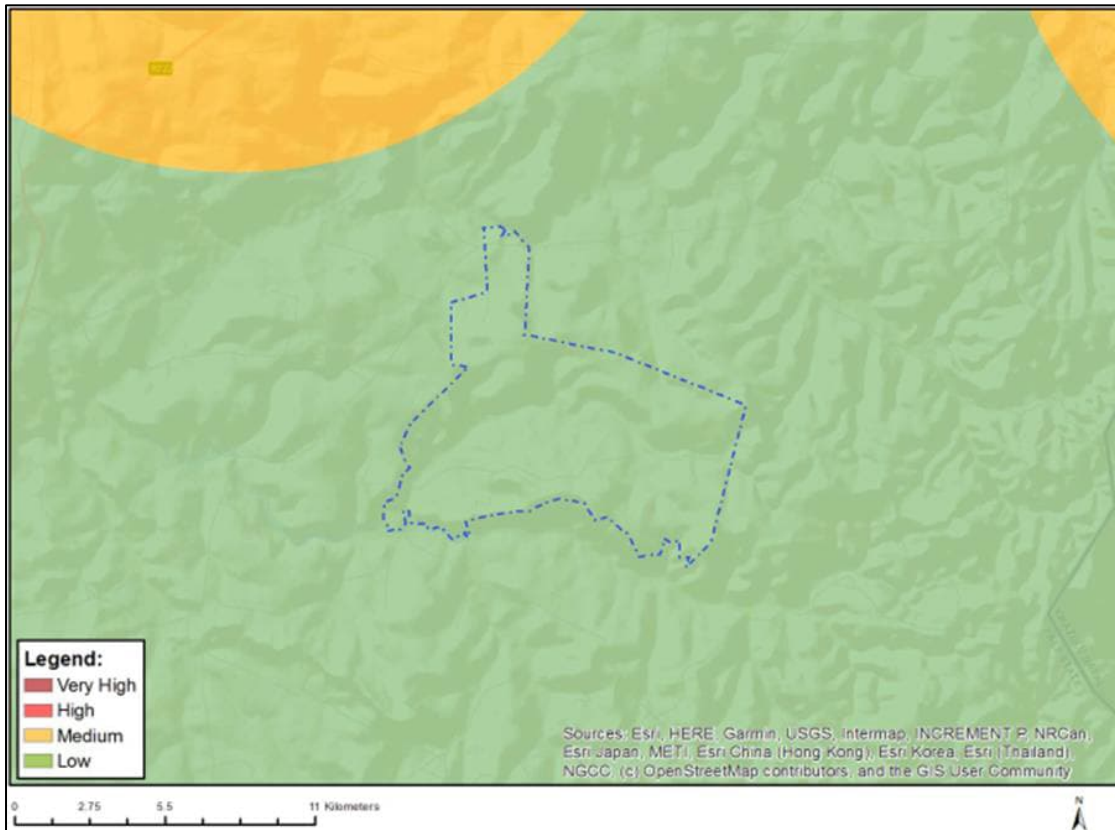 Legend:
Very High
High
Medium
Low
Sources: Esri, HERE, Garmin, USGS, Intermap, INCREMENT P, NRCan,
Esri Japan, METI, Esri China (Hong Kong), Esri Korea, Esri (Thailand),
NGCC, (c) OpenStreetMap contributors, and the GIS User Community
0 2.75 5.5 11 Kilometers
N